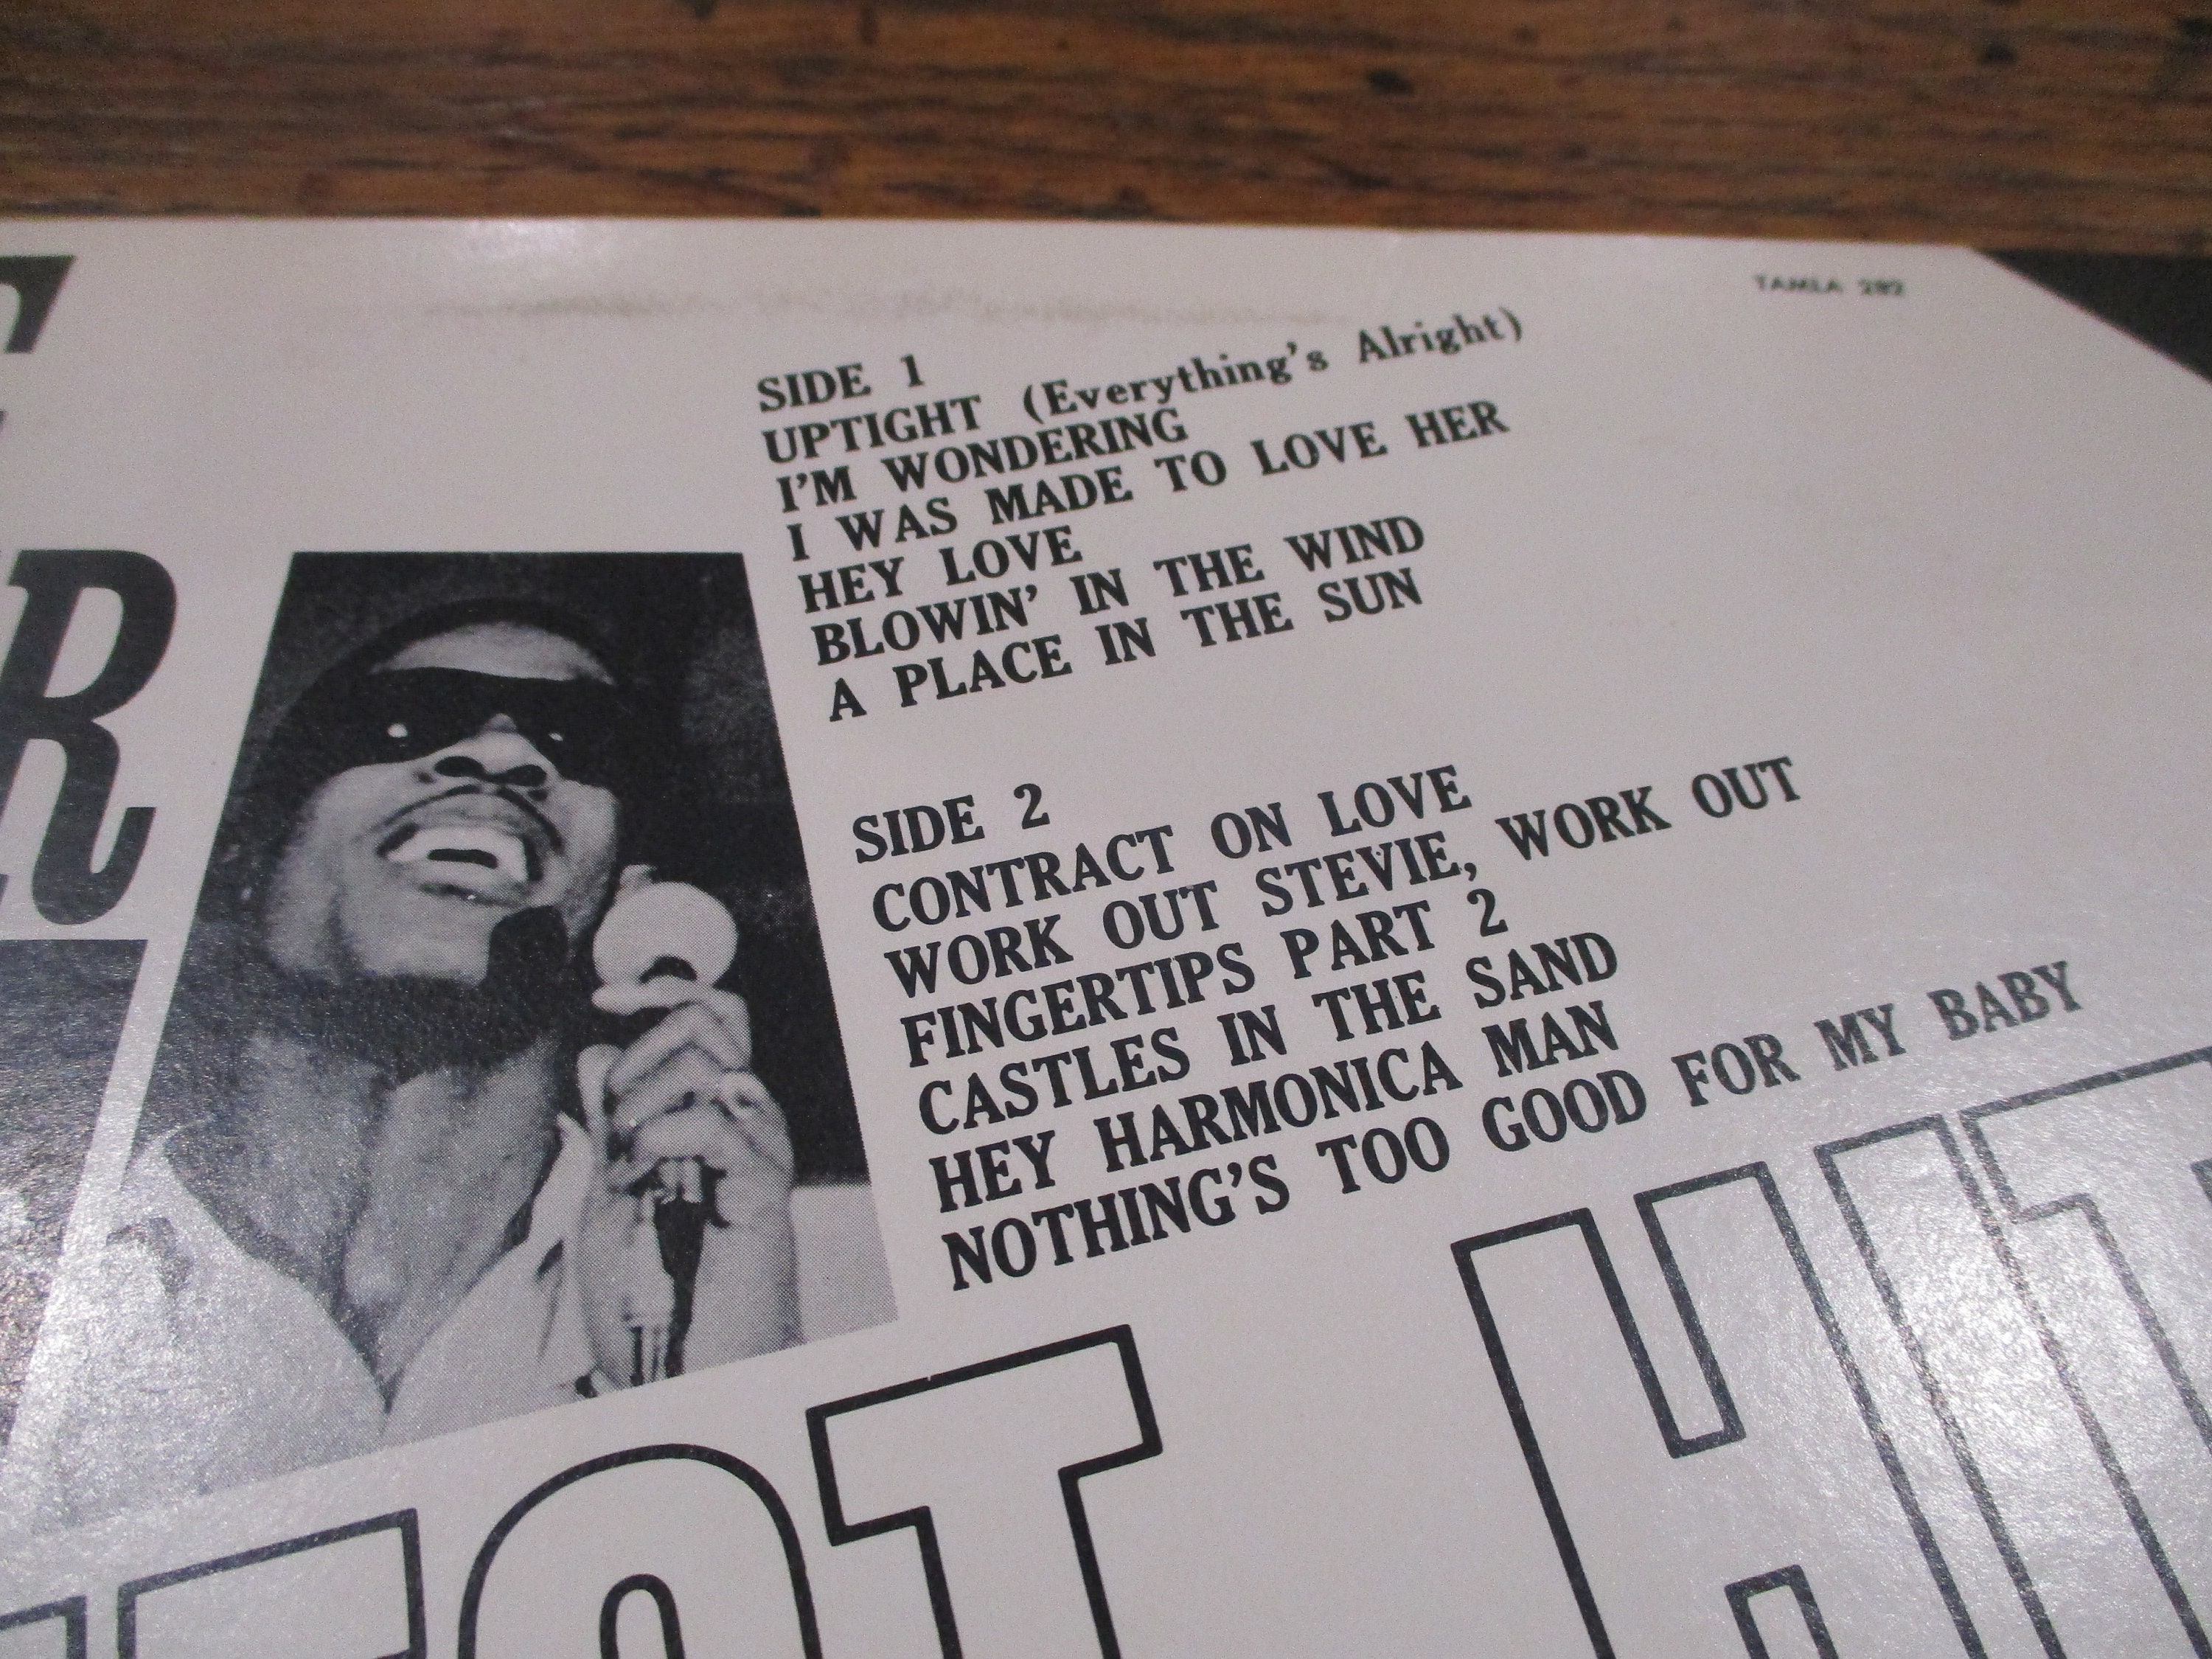 TAMLA 282
SIDE 1
UPTIGHT (Everything's Alright)
I'M WONDERING
I WAS MADE TO LOVE HER
HEY LOVE
BLOWIN' IN THE WIND
A PLACE IN THE SUN
SIDE 2
CONTRACT ON LOVE
WORK OUT STEVIE, WORK OUT
FINGERTIPS PART 2
CASTLES IN THE SAND
HEY HARMONICA MAN
NOTHING'S TOO GOOD FOR MY BABY
R
HIT